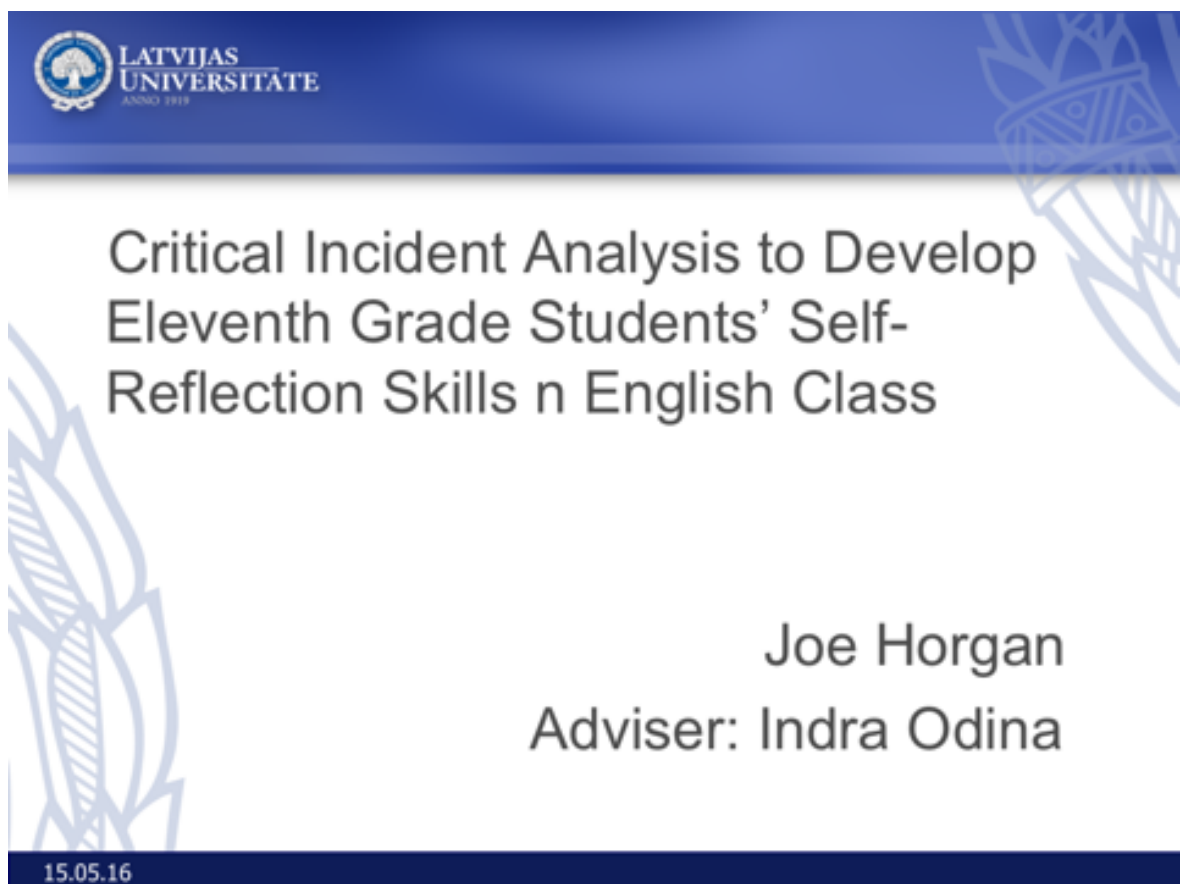 LATVIJAS
UNIVERSITĀTE
ANNO 1919
Critical Incident Analysis to Develop
Eleventh Grade Students’ Self-
Reflection Skills n English Class
Joe Horgan
Adviser: Indra Odina
15.05.16